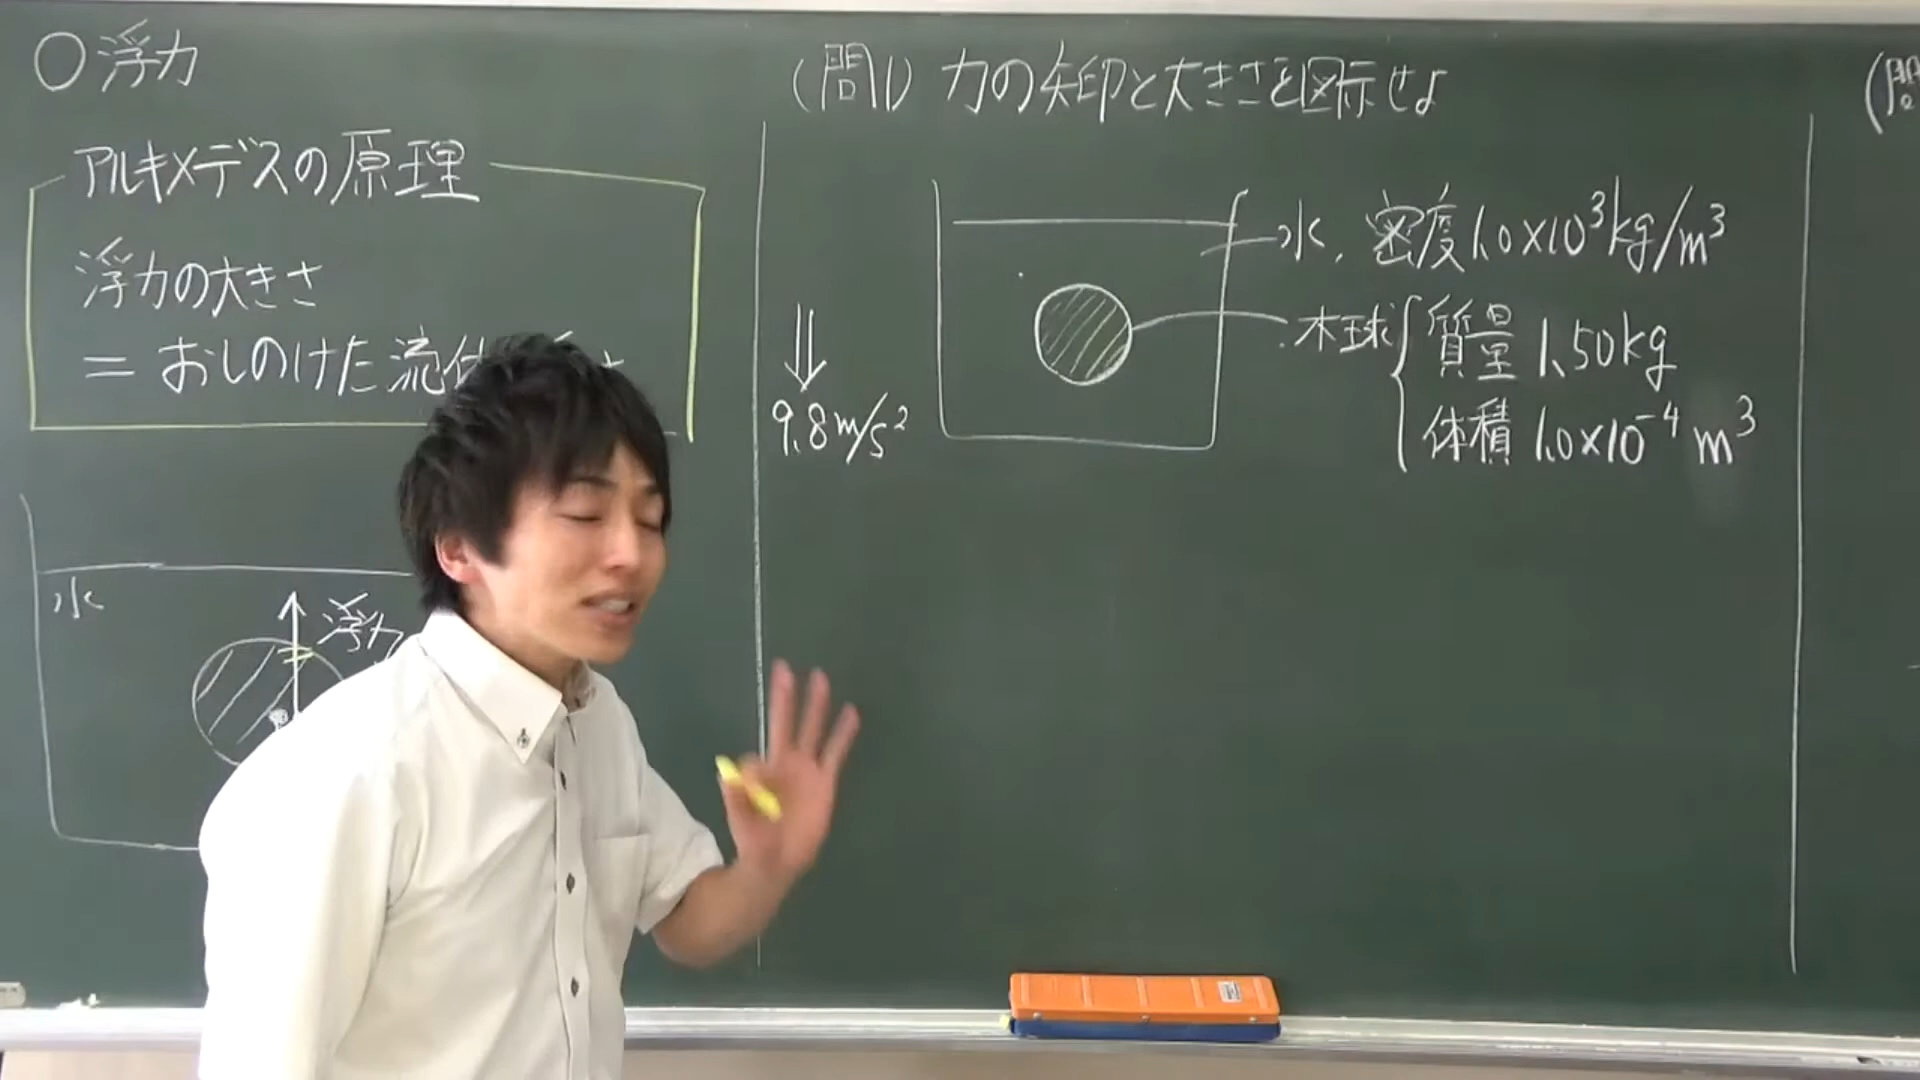 ○浮力
アルキメデスの原理
浮力の大きさ
= おしのけた流体
水
浮力
(問1) 力の矢印と大きさを図示せよ
水, 密度1.0×10³kg/m³
木球 { 質量 1.50kg
体積 1.0×10⁻⁴ m³
9.8m/s²
(問